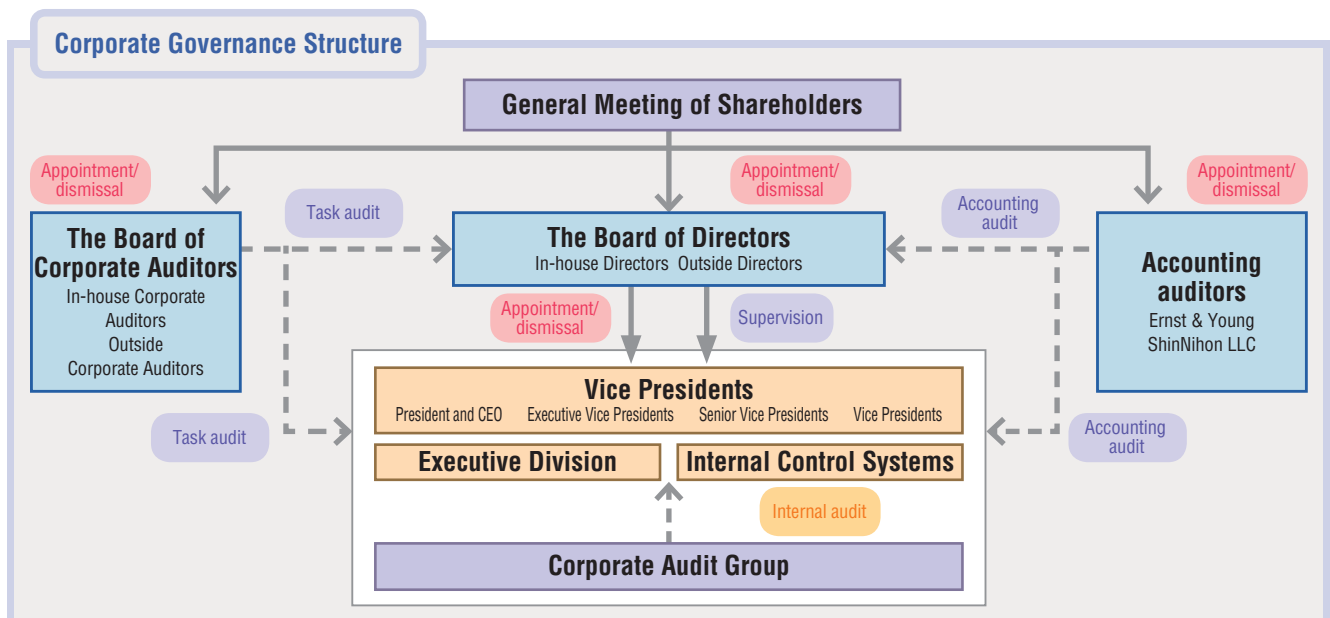 Corporate Governance Structure
General Meeting of Shareholders
Appointment/
dismissal
Appointment/
dismissal
Appointment/
dismissal
Task audit
Accounting
audit
The Board of
Corporate Auditors
In-house Corporate
Auditors
Outside
Corporate Auditors
The Board of Directors
In-house Directors Outside Directors
Accounting
auditors
Ernst & Young
ShinNihon LLC
Appointment/
dismissal
Supervision
Vice Presidents
President and CEO Executive Vice Presidents Senior Vice Presidents Vice Presidents
Task audit
Accounting
audit
Executive Division
Internal Control Systems
Internal audit
Corporate Audit Group